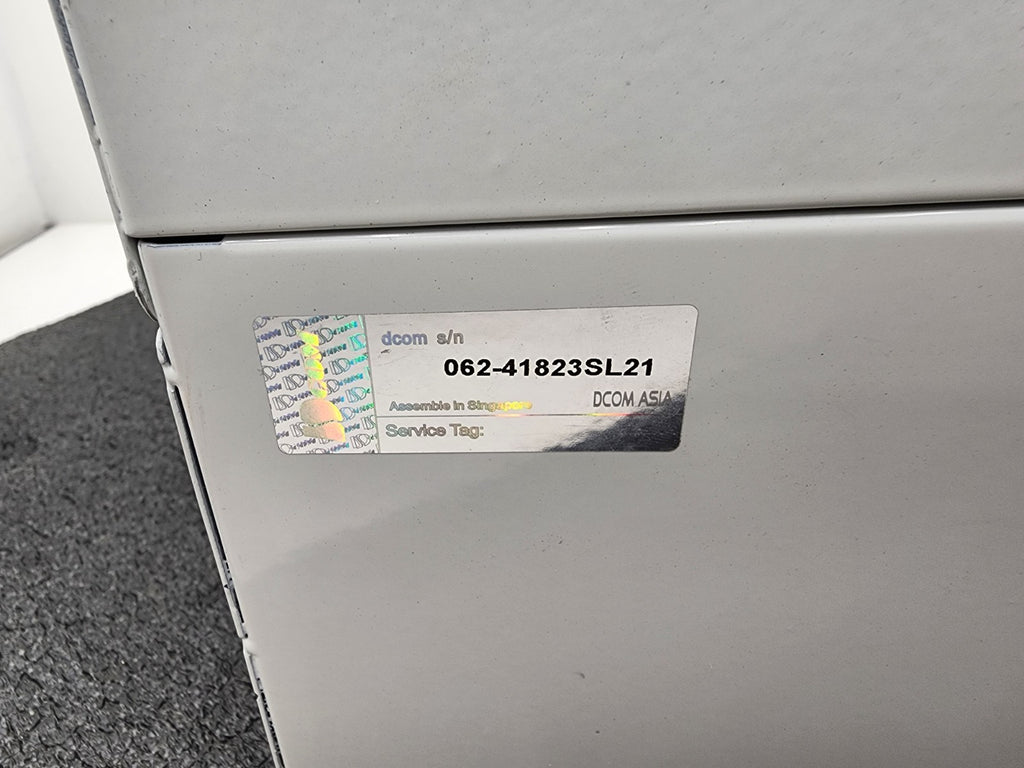 dcom s/n
062-41823SL21
Assemble in Singapore DCOM ASIA
Service Tag: